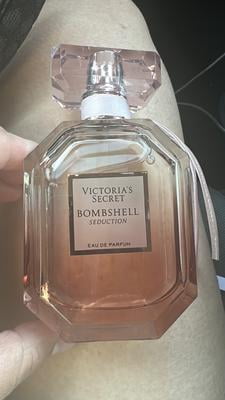 VICTORIA'S
SECRET
BOMBSHELL
SEDUCTION
EAU DE PARFUM